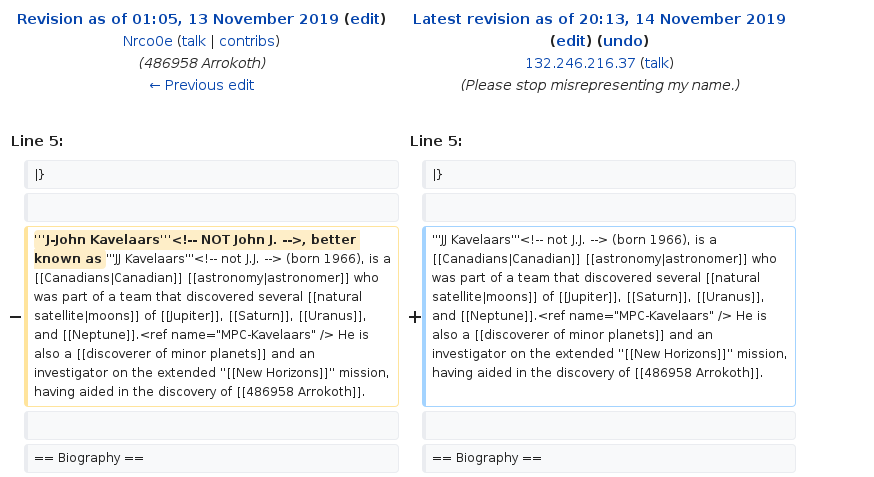 Revision as of 01:05, 13 November 2019 (edit)
Nrco0e (talk | contribs)
(486958 Arrokoth)
← Previous edit
Latest revision as of 20:13, 14 November 2019
(edit) (undo)
132.246.216.37 (talk)
(Please stop misrepresenting my name.)
Line 5:
Line 5:
|}
|}
−
'''J-John Kavelaars'''<!-- NOT John J. -->, better
known as '''JJ Kavelaars'''<!-- not J.J. --> (born 1966), is a
[[Canadians|Canadian]] [[astronomy|astronomer]] who
was part of a team that discovered several [[natural
satellite|moons]] of [[Jupiter]], [[Saturn]], [[Uranus]],
and [[Neptune]].<ref name="MPC-Kavelaars" /> He is
also a [[discoverer of minor planets]] and an
investigator on the extended ''[[New Horizons]]'' mission,
having aided in the discovery of [[486958 Arrokoth]].
+
'''JJ Kavelaars'''<!-- not J.J. --> (born 1966), is a
[[Canadians|Canadian]] [[astronomy|astronomer]] who
was part of a team that discovered several [[natural
satellite|moons]] of [[Jupiter]], [[Saturn]], [[Uranus]],
and [[Neptune]].<ref name="MPC-Kavelaars" /> He is
also a [[discoverer of minor planets]] and an
investigator on the extended ''[[New Horizons]]'' mission,
having aided in the discovery of [[486958 Arrokoth]].
== Biography ==
== Biography ==